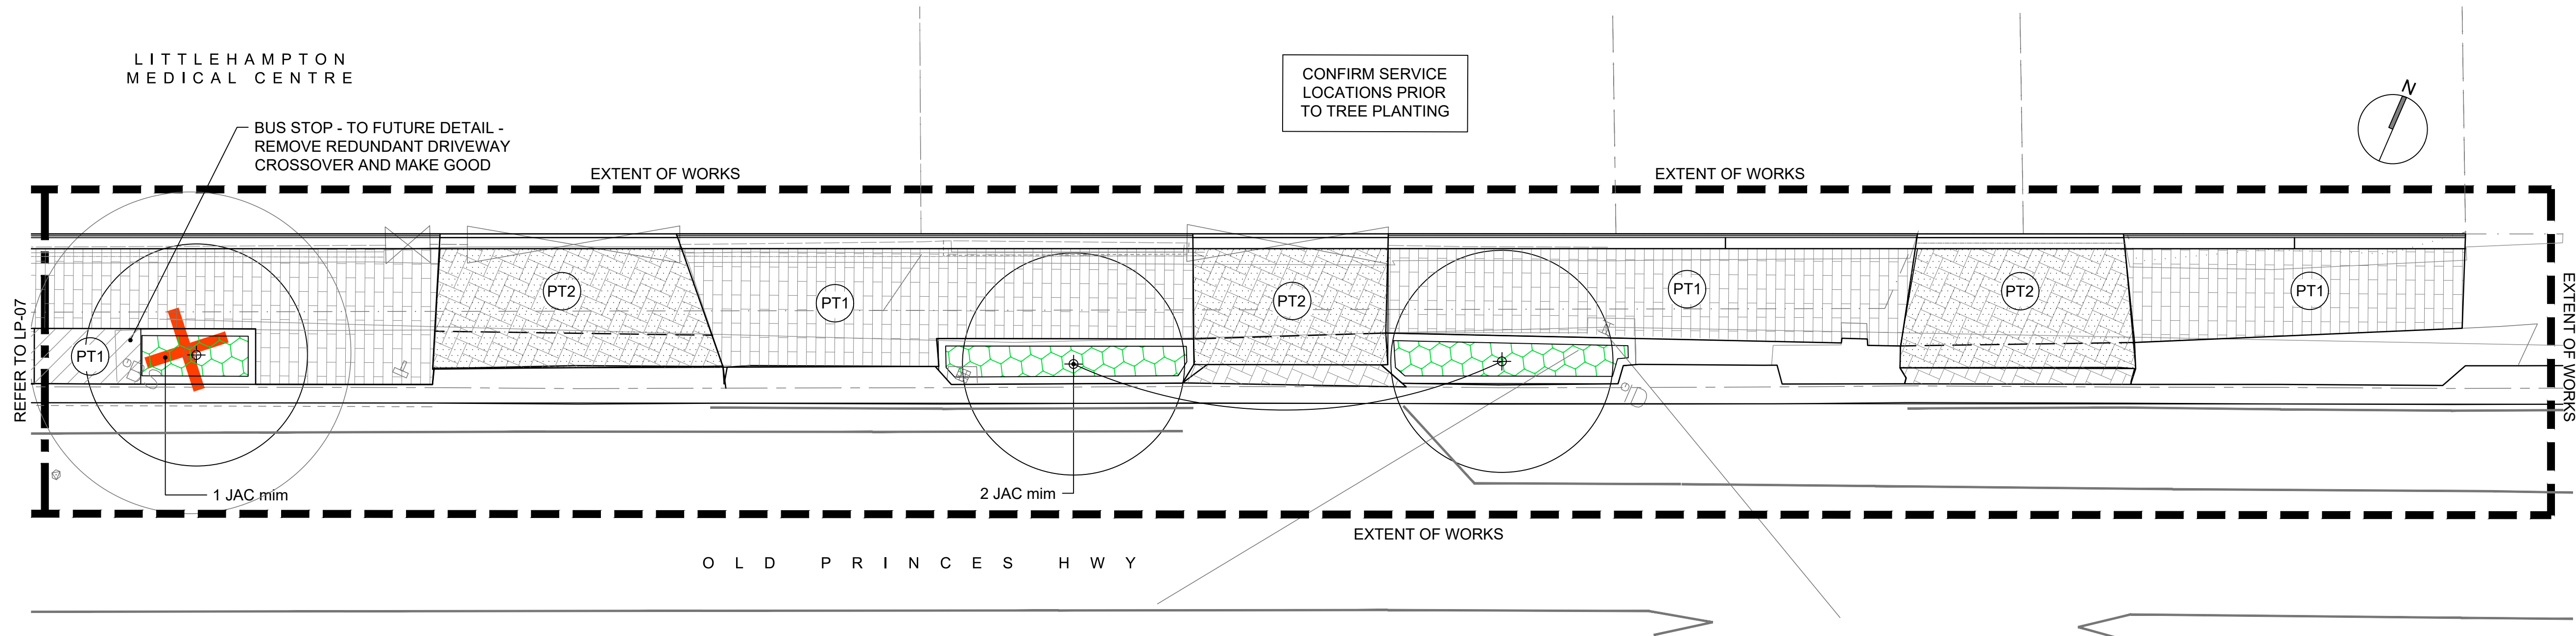 LITTLEHAMPTON
MEDICAL CENTRE
BUS STOP - TO FUTURE DETAIL -
REMOVE REDUNDANT DRIVEWAY
CROSSOVER AND MAKE GOOD
CONFIRM SERVICE
LOCATIONS PRIOR
TO TREE PLANTING
N
EXTENT OF WORKS
EXTENT OF WORKS
REFER TO LP-07
PT1
PT2
PT1
PT2
PT1
PT2
PT1
EXTENT OF WORKS
1 JAC mim
2 JAC mim
EXTENT OF WORKS
OLD PRINCES HWY